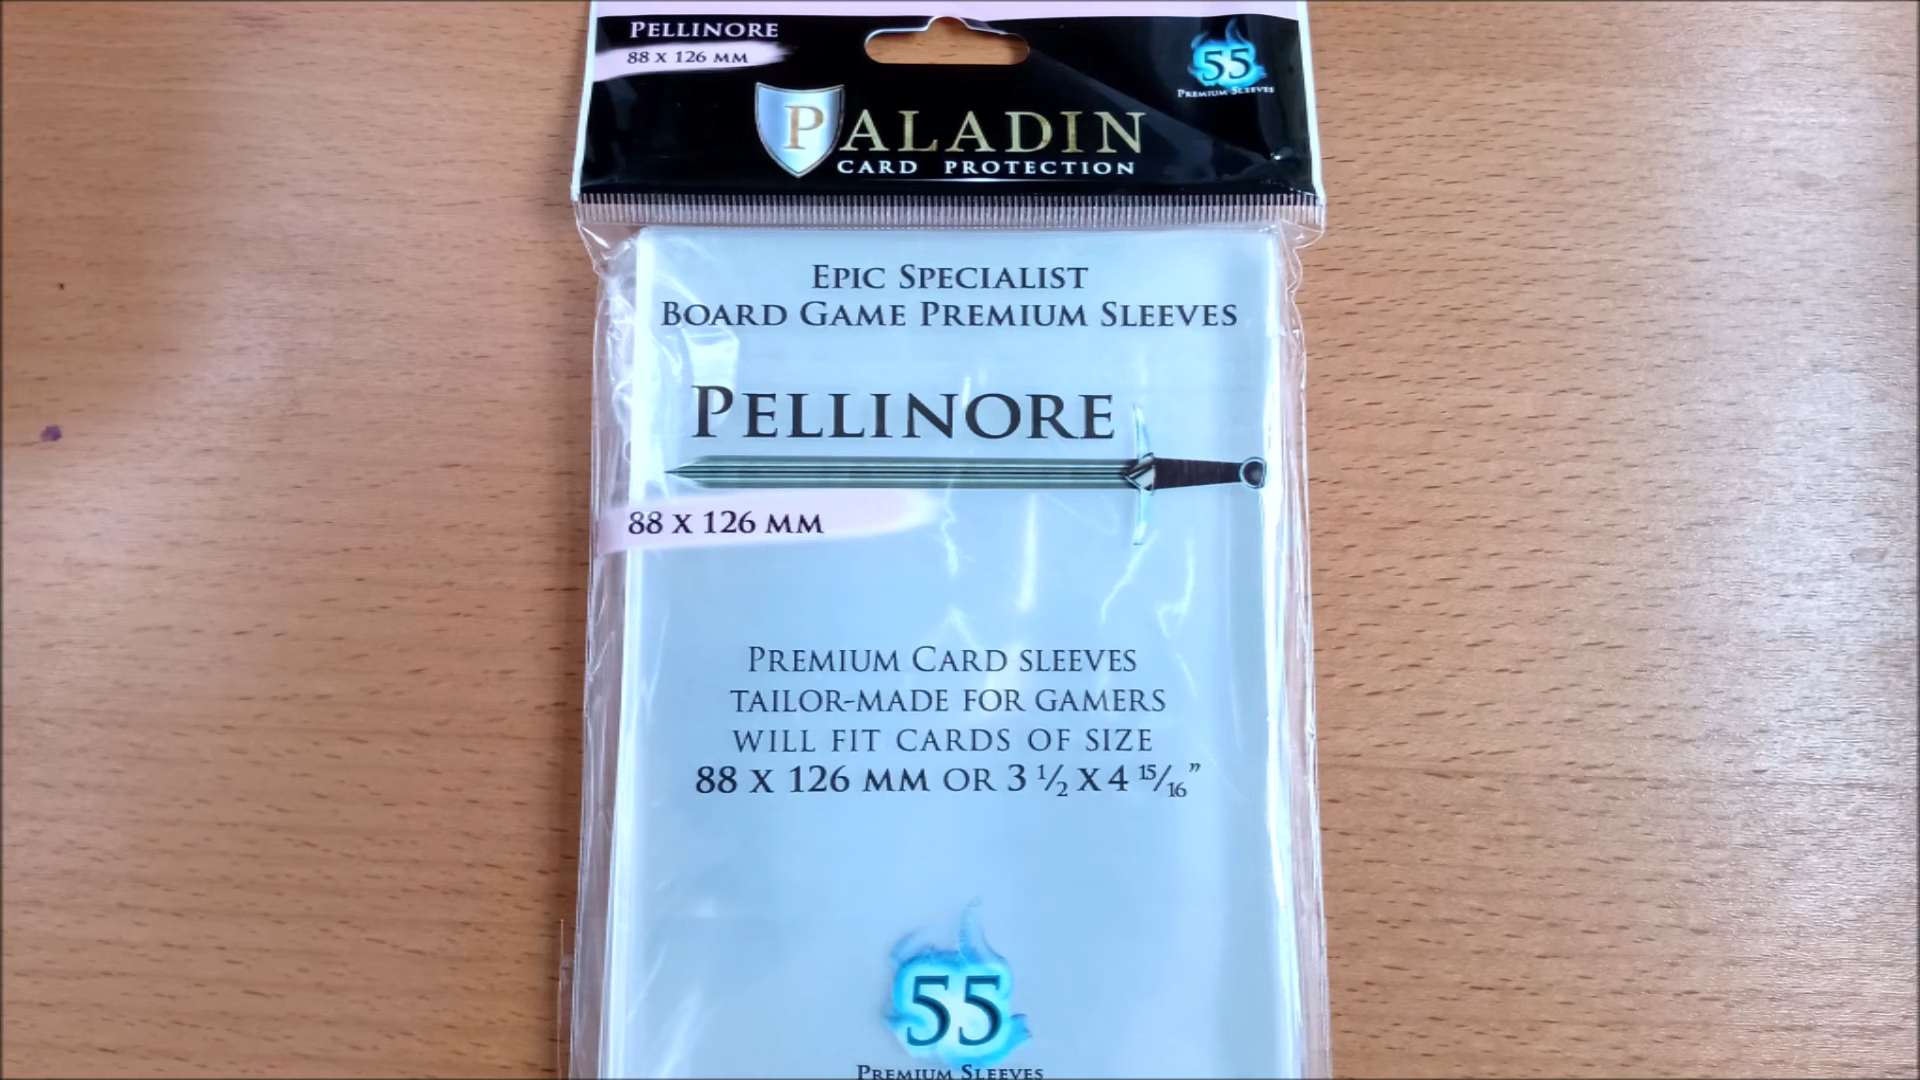 PELLINORE
88 X 126 MM
55
PREMIUM SLEEVES
PALADIN
CARD PROTECTION
EPIC SPECIALIST
BOARD GAME PREMIUM SLEEVES
PELLINORE
88 X 126 MM
PREMIUM CARD SLEEVES
TAILOR-MADE FOR GAMERS
WILL FIT CARDS OF SIZE
88 X 126 MM OR 3 1/2 X 4 15/16”
55
PREMIUM SLEEVES